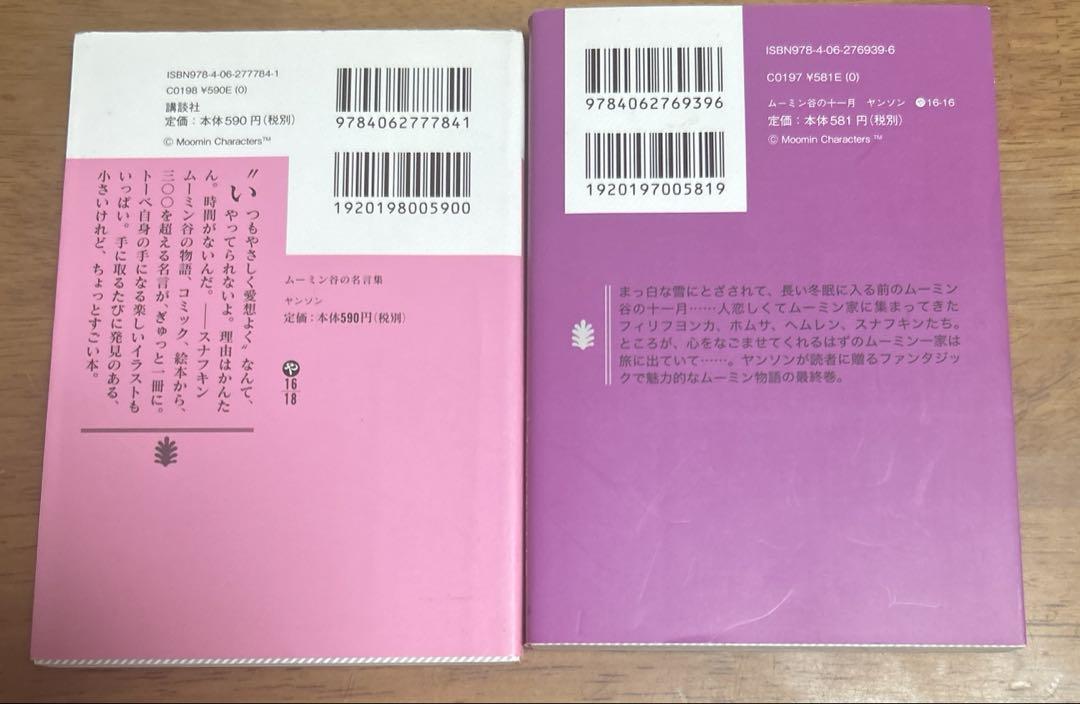 ISBN978-4-06-277784-1
C0198 ¥590E (0)
講談社
定価：本体590円（税別）
© Moomin Characters™
9784062777841
1920198005900
〝いつもやさしく愛想よく〟なんて、
やってられないよ。理由はかんた
ん。時間がないんだ。――スナフキン
ムーミン谷の物語、コミック、絵本から、
三〇〇を超える名言が、ぎゅっと一冊に。
トーベ自身の手になる楽しいイラストも
いっぱい。手に取るたびに発見のある、
小さいけれど、ちょっとすごい本。
ムーミン谷の名言集
ヤンソン
定価：本体590円（税別）
や
16
18
9784062769396
1920197005819
ISBN978-4-06-276939-6
C0197 ¥581E (0)
ムーミン谷の十一月　ヤンソン　や16-16
定価：本体581円（税別）
© Moomin Characters™
まっ白な雪にとざされて、長い冬眠に入る前のムーミン
谷の十一月……人恋しくてムーミン家に集まってきた
フィリフヨンカ、ホムサ、ヘムレン、スナフキンたち。
ところが、心をなごませてくれるはずのムーミン一家は
旅に出ていて……。ヤンソンが読者に贈るファンタジッ
クで魅力的なムーミン物語の最終巻。